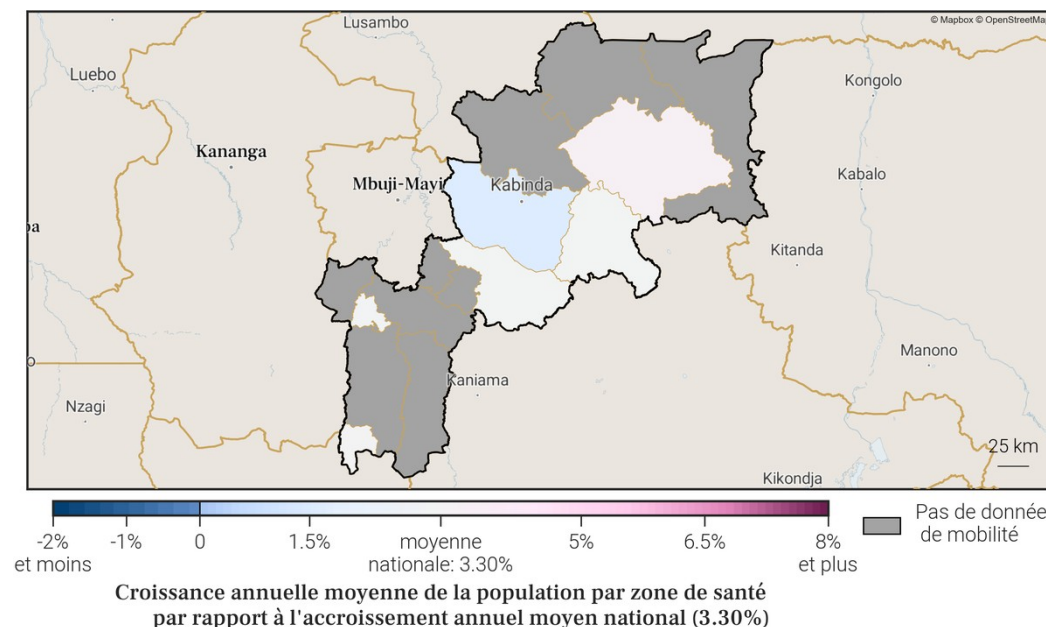 © Mapbox © OpenStreetMa
Lusambo
Luebo
Kongolo
Kananga
Mbuji-Mayi
Kabinda
Kabalo
ba
Kitanda
o
Kaniama
Manono
Nzagi
25 km
Kikondja
-2%
et moins
-1%
0
1.5%
moyenne
nationale: 3.30%
5%
6.5%
8%
et plus
Pas de donnée
de mobilité
Croissance annuelle moyenne de la population par zone de santé
par rapport à l'accroissement annuel moyen national (3.30%)